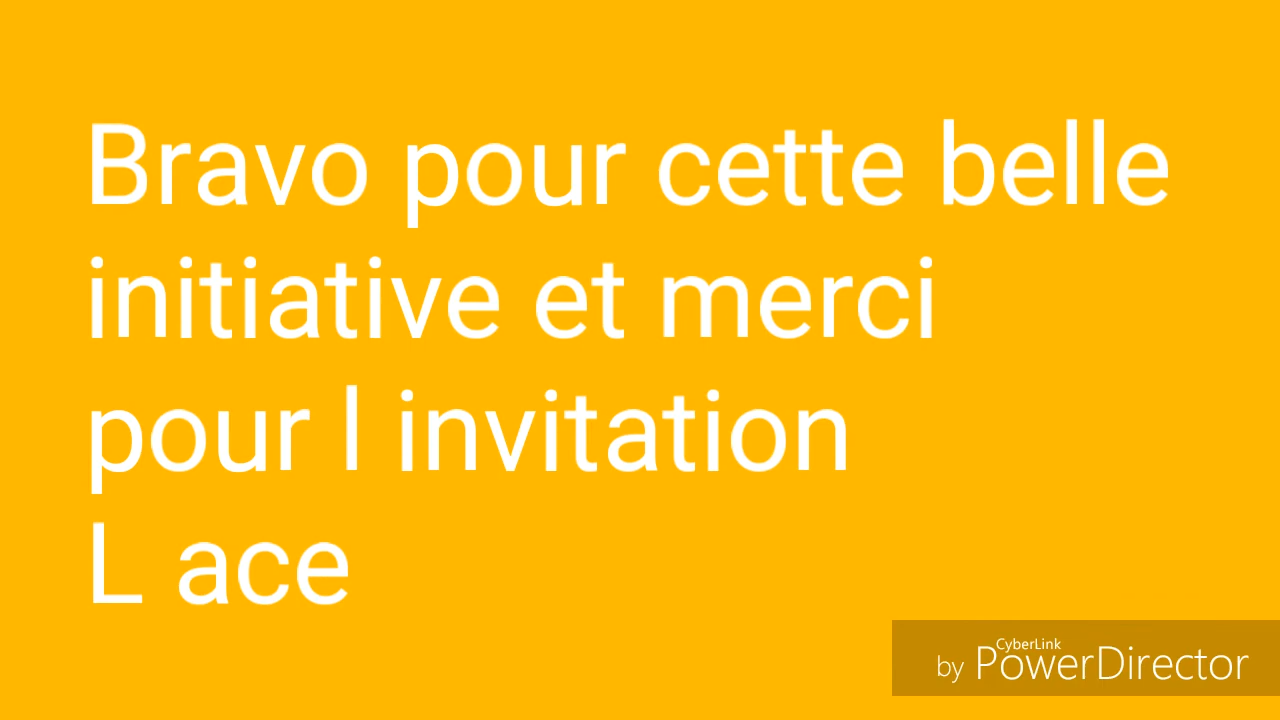 Bravo pour cette belle
initiative et merci
pour l invitation
L ace
by CyberLink PowerDirector